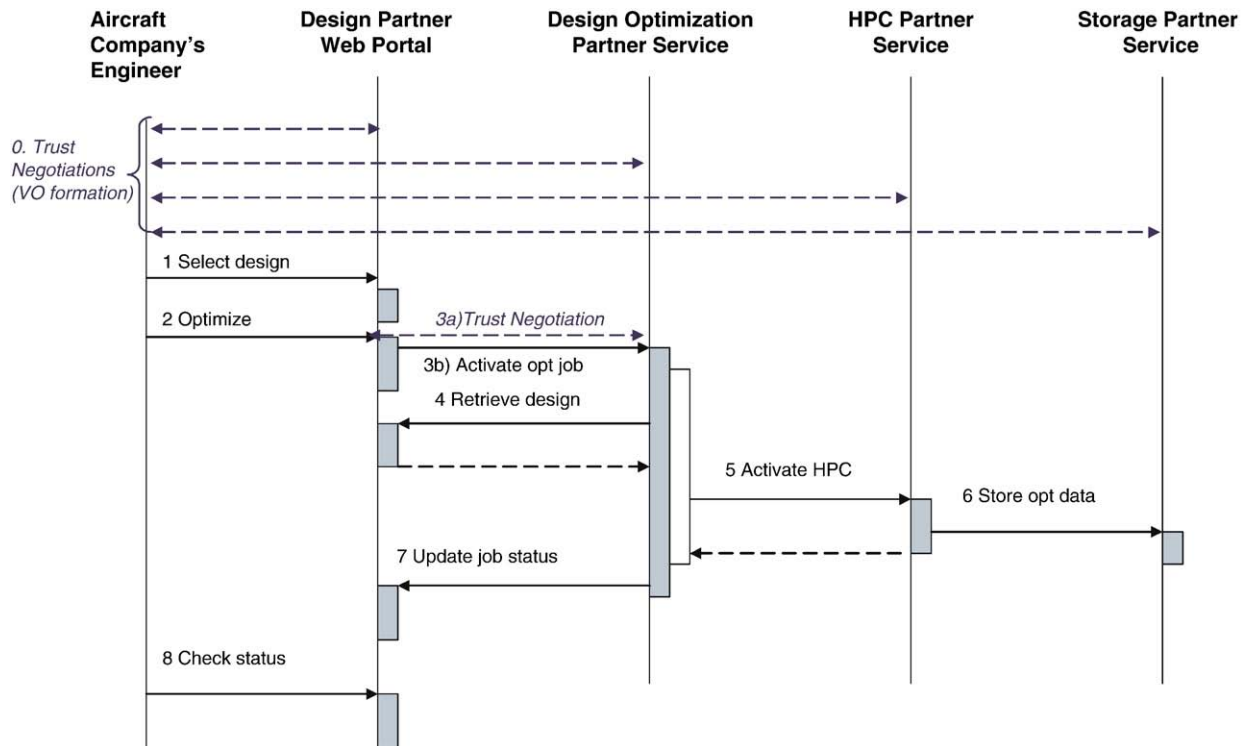 Aircraft
Company's
Engineer
Design Partner
Web Portal
Design Optimization
Partner Service
HPC Partner
Service
Storage Partner
Service
0. Trust
Negotiations
(VO formation)
1 Select design
2 Optimize
3a)Trust Negotiation
3b) Activate opt job
4 Retrieve design
5 Activate HPC
6 Store opt data
7 Update job status
8 Check status